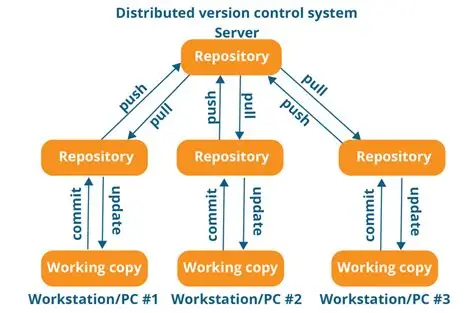 Distributed version control system
Server
Repository
push
pull
push
pull
push
pull
Repository
Repository
Repository
commit
update
commit
update
commit
update
Working copy
Working copy
Working copy
Workstation/PC #1
Workstation/PC #2
Workstation/PC #3